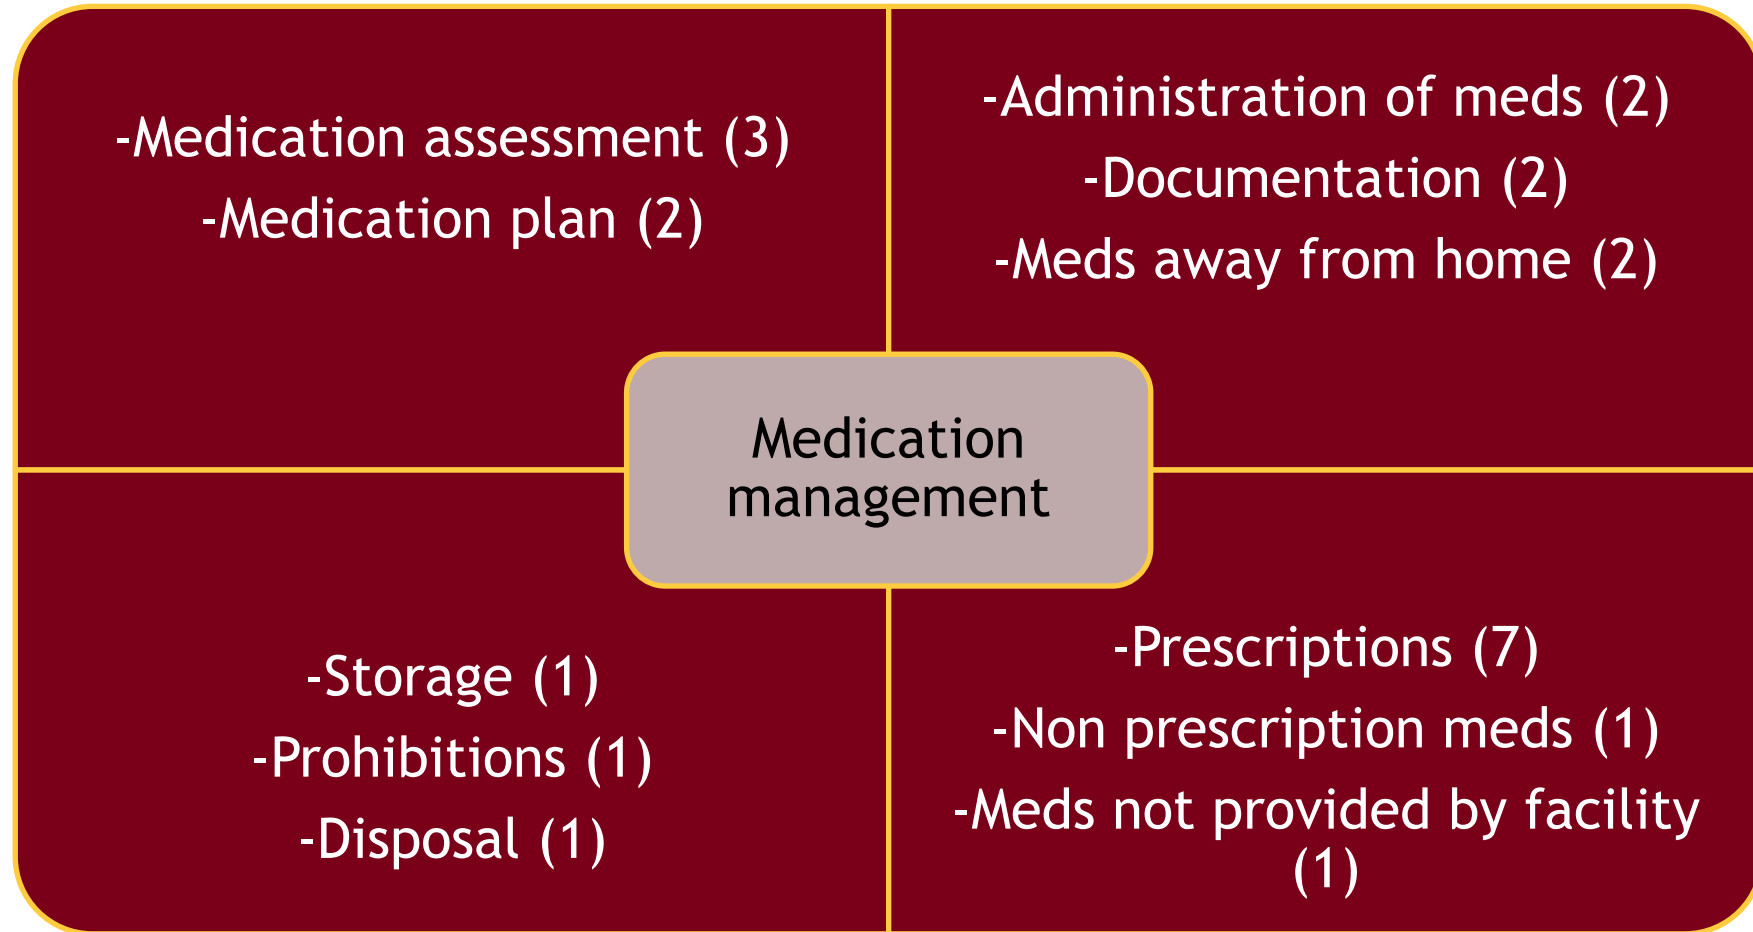 -Medication assessment (3)
-Medication plan (2)
-Administration of meds (2)
-Documentation (2)
-Meds away from home (2)
Medication
management
-Storage (1)
-Prohibitions (1)
-Disposal (1)
-Prescriptions (7)
-Non prescription meds (1)
-Meds not provided by facility
(1)